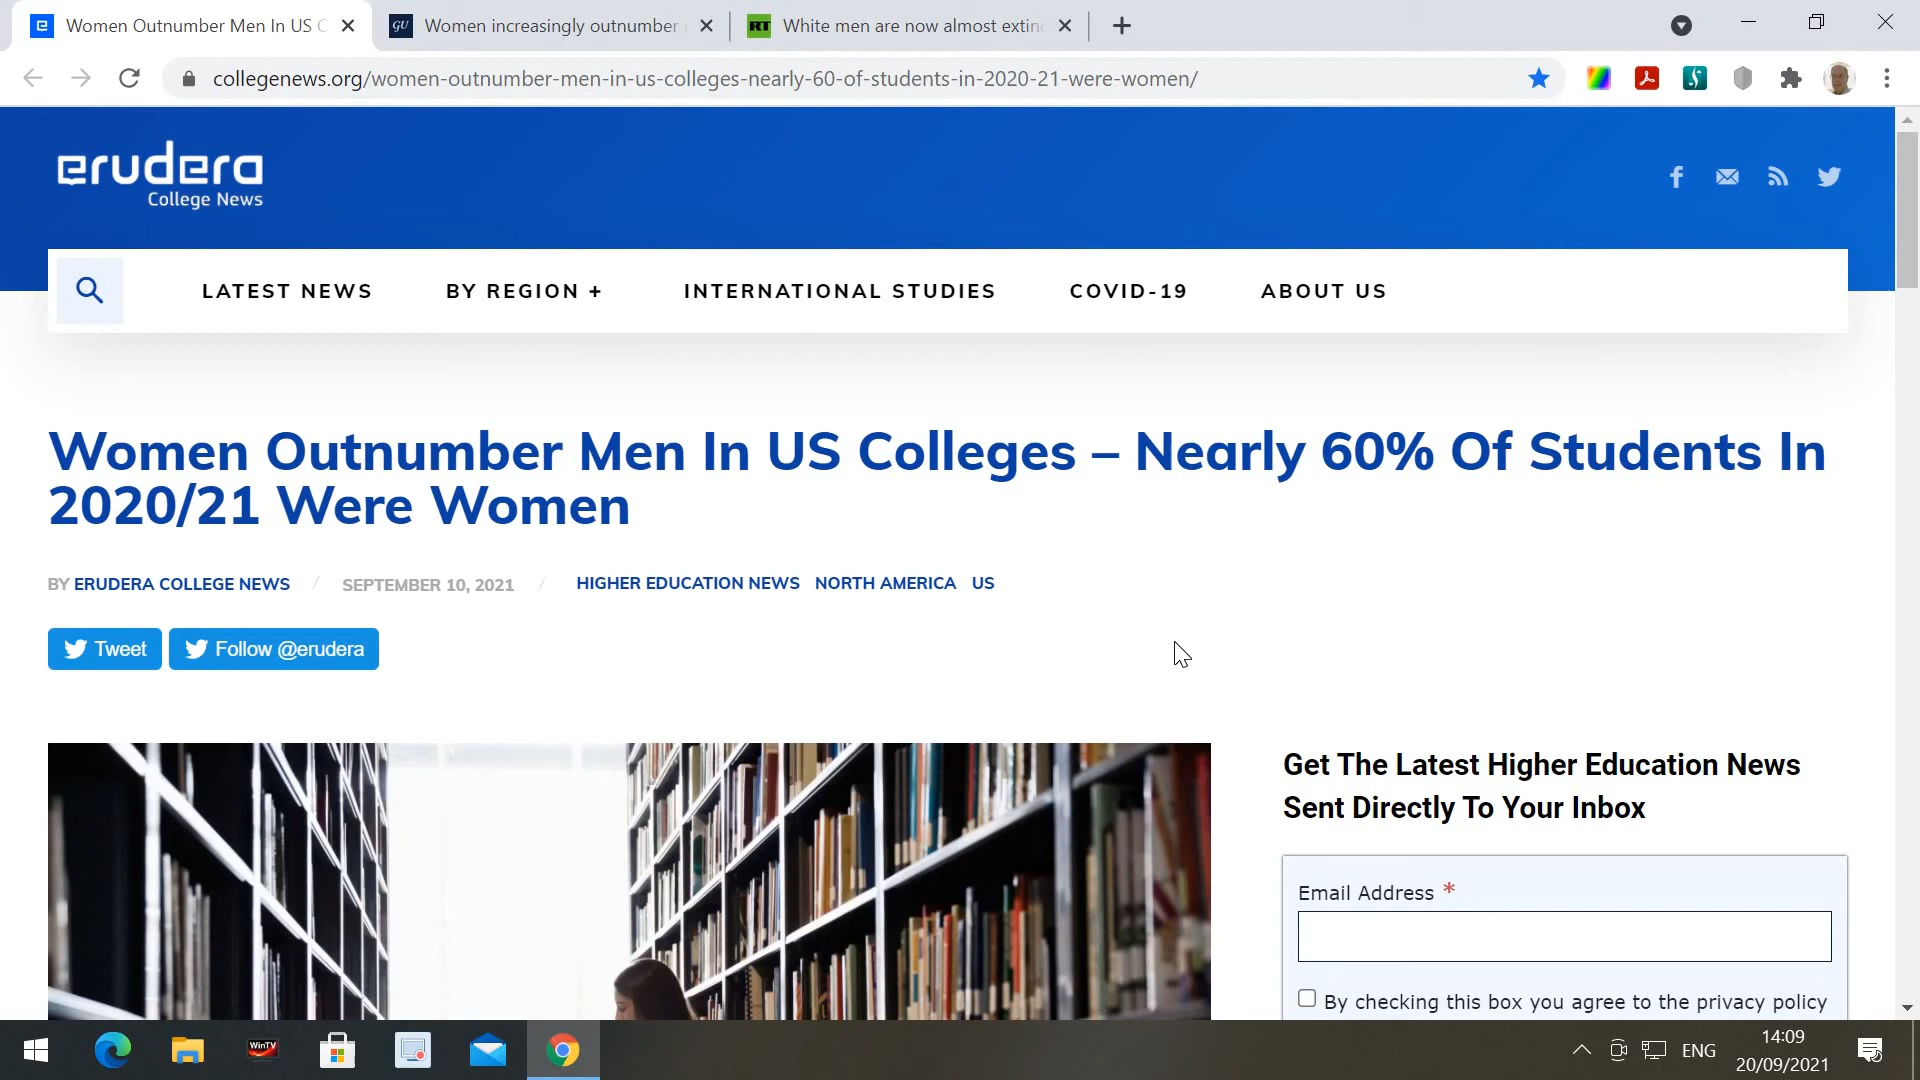 Women Outnumber Men In US C
GU
Women increasingly outnumber
RT
White men are now almost extinc
collegenews.org/women-outnumber-men-in-us-colleges-nearly-60-of-students-in-2020-21-were-women/
erudera
College News
LATEST NEWS BY REGION + INTERNATIONAL STUDIES COVID-19 ABOUT US
Women Outnumber Men In US Colleges – Nearly 60% Of Students In
2020/21 Were Women
BY ERUDERA COLLEGE NEWS / SEPTEMBER 10, 2021 / HIGHER EDUCATION NEWS NORTH AMERICA US
Tweet Follow @erudera
Get The Latest Higher Education News
Sent Directly To Your Inbox
Email Address *
By checking this box you agree to the privacy policy
WinTV
ENG
14:09
20/09/2021